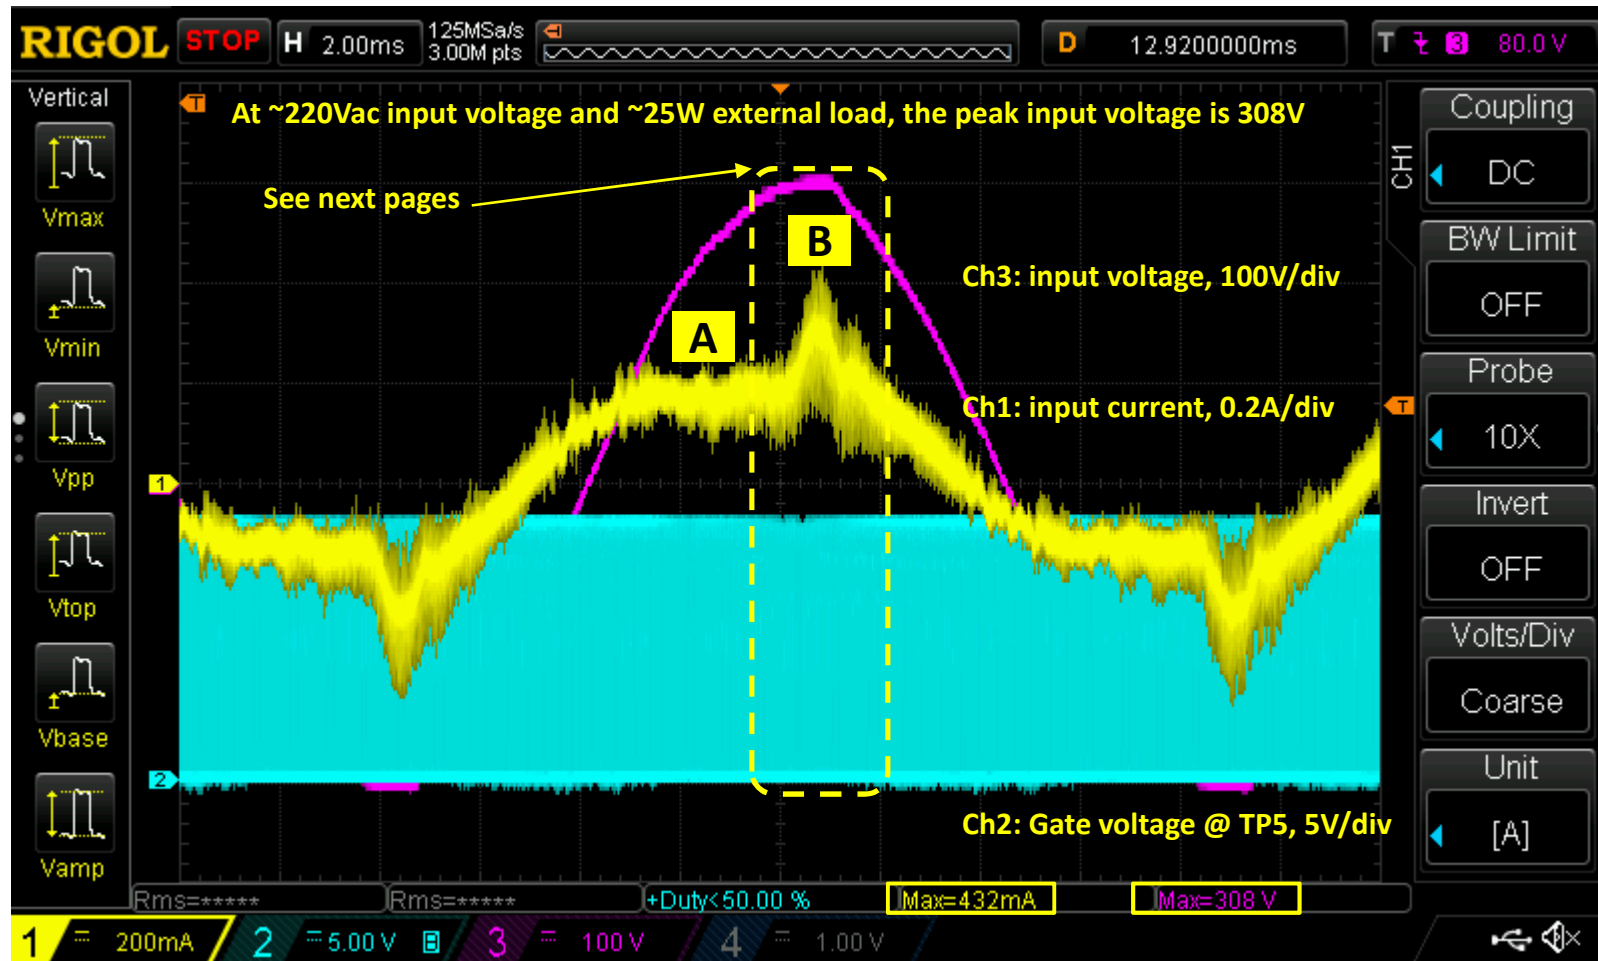 RIGOL STOP H 2.00ms 125MSa/s D 12.9200000ms T 3 80.0 V
3.00M pts
Vertical
Vmax
Vmin
Vpp
Vtop
Vbase
Vamp
T
At ~220Vac input voltage and ~25W external load, the peak input voltage is 308V
See next pages
B
A
Ch3: input voltage, 100V/div
Ch1: input current, 0.2A/div
T
1
2
Ch2: Gate voltage @ TP5, 5V/div
CH1
Coupling
DC
BW Limit
OFF
Probe
10X
Invert
OFF
Volts/Div
Coarse
Unit
[A]
Rms=***** Rms=***** +Duty<50.00 % Max=432mA Max=308 V
1 200mA 2 5.00 V B 3 100 V 4 1.00 V